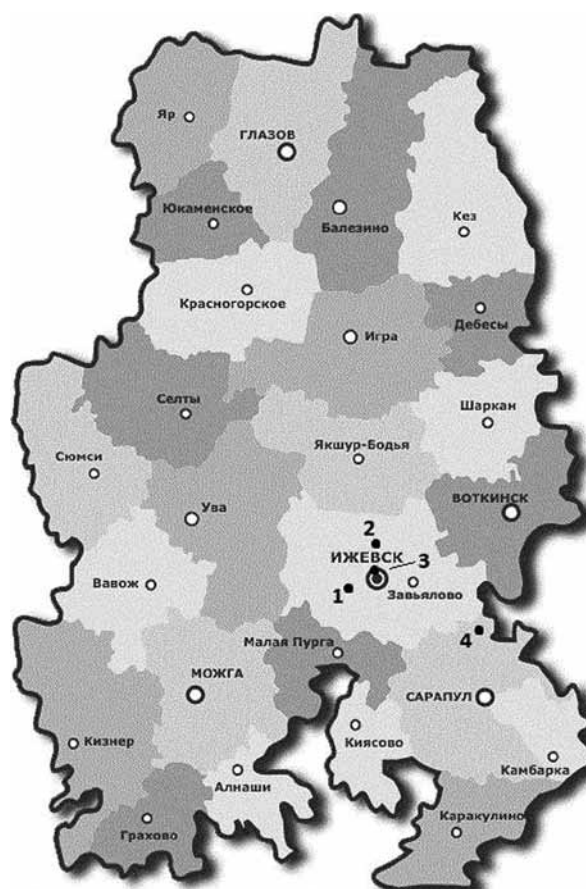 Яр
ГЛАЗОВ
Юкаменское
Балезино
Кез
Красногорское
Дебесы
Игра
Селты
Шаркан
Якшур-Бодья
Сюмси
Ува
ВОТКИНСК
2
ИЖЕВСК
3
Вавож
1
Завьялово
Малая Пурга
4
МОЖГА
САРАПУЛ
Киясово
Кизнер
Камбарка
Алнаши
Грахово
Каракулино